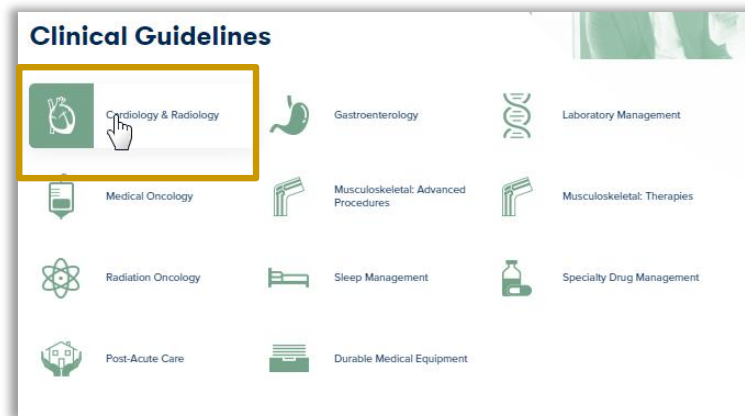 Clinical Guidelines
Cardiology & Radiology
Gastroenterology
Laboratory Management
Medical Oncology
Musculoskeletal: Advanced
Procedures
Musculoskeletal: Therapies
Radiation Oncology
Sleep Management
Specialty Drug Management
Post-Acute Care
Durable Medical Equipment